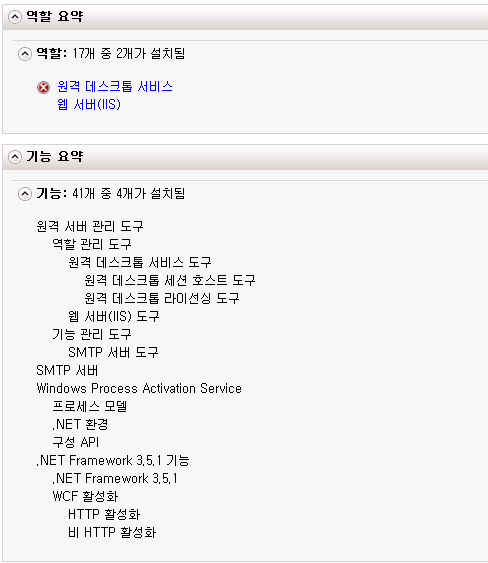 역할 요약
역할: 17개 중 2개가 설치됨
원격 데스크톱 서비스
웹 서버(IIS)
기능 요약
기능: 41개 중 4개가 설치됨
원격 서버 관리 도구
역할 관리 도구
원격 데스크톱 서비스 도구
원격 데스크톱 세션 호스트 도구
원격 데스크톱 라이선싱 도구
웹 서버(IIS) 도구
기능 관리 도구
SMTP 서버 도구
SMTP 서버
Windows Process Activation Service
프로세스 모델
.NET 환경
구성 API
.NET Framework 3.5.1 기능
.NET Framework 3.5.1
WCF 활성화
HTTP 활성화
비 HTTP 활성화